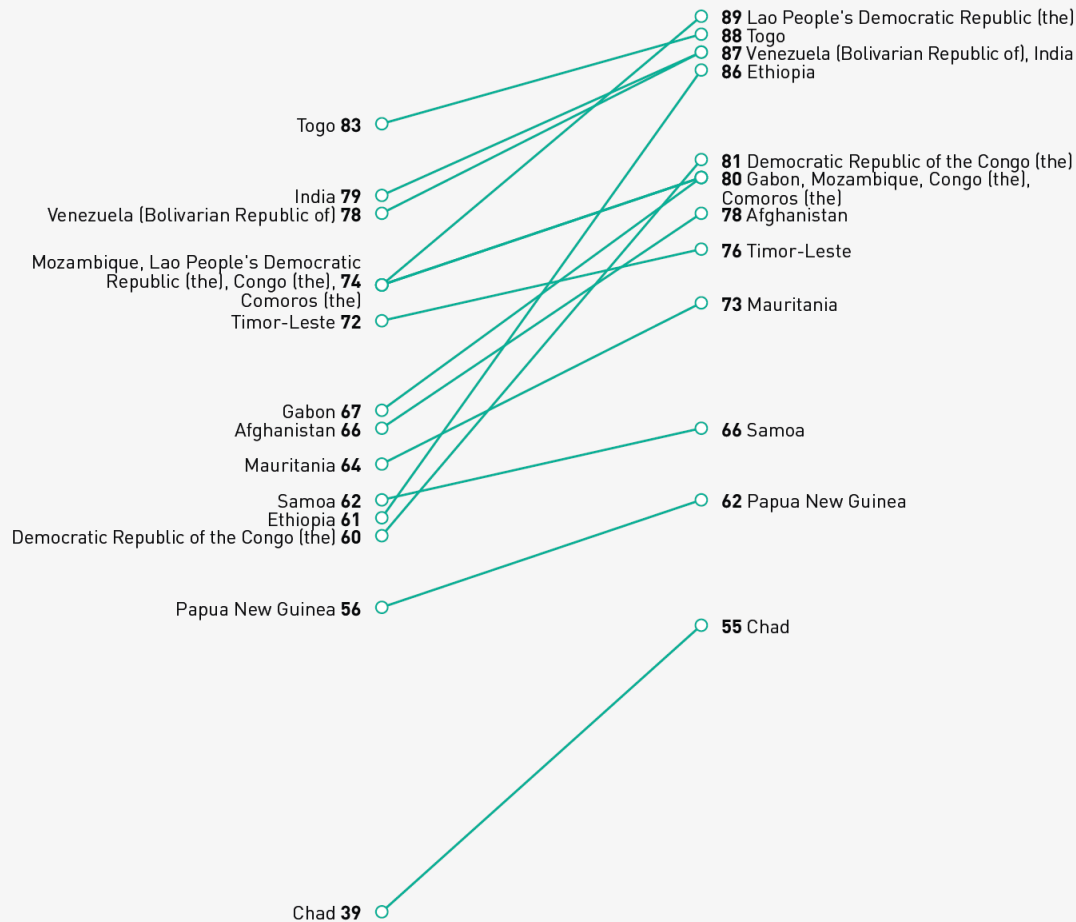 89 Lao People's Democratic Republic (the)
88 Togo
87 Venezuela (Bolivarian Republic of), India
86 Ethiopia
Togo 83
81 Democratic Republic of the Congo (the)
80 Gabon, Mozambique, Congo (the),
Comoros (the)
India 79
Venezuela (Bolivarian Republic of) 78
78 Afghanistan
76 Timor-Leste
Mozambique, Lao People's Democratic
Republic (the), Congo (the), 74
Comoros (the)
73 Mauritania
Timor-Leste 72
Gabon 67
Afghanistan 66
66 Samoa
Mauritania 64
Samoa 62
62 Papua New Guinea
Ethiopia 61
Democratic Republic of the Congo (the) 60
Papua New Guinea 56
55 Chad
Chad 39